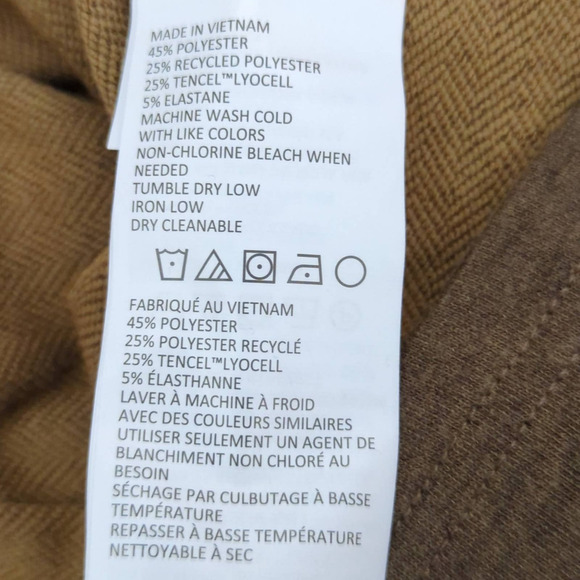 MADE IN VIETNAM
45% POLYESTER
25% RECYCLED POLYESTER
25% TENCEL™LYOCELL
5% ELASTANE
MACHINE WASH COLD
WITH LIKE COLORS
NON-CHLORINE BLEACH WHEN
NEEDED
TUMBLE DRY LOW
IRON LOW
DRY CLEANABLE
FABRIQUÉ AU VIETNAM
45% POLYESTER
25% POLYESTER RECYCLÉ
25% TENCEL™LYOCELL
5% ÉLASTHANNE
LAVER À MACHINE À FROID
AVEC DES COULEURS SIMILAIRES
UTILISER SEULEMENT UN AGENT DE
BLANCHIMENT NON CHLORÉ AU
BESOIN
SÉCHAGE PAR CULBUTAGE À BASSE
TEMPÉRATURE
REPASSER À BASSE TEMPÉRATURE
NETTOYABLE À SEC